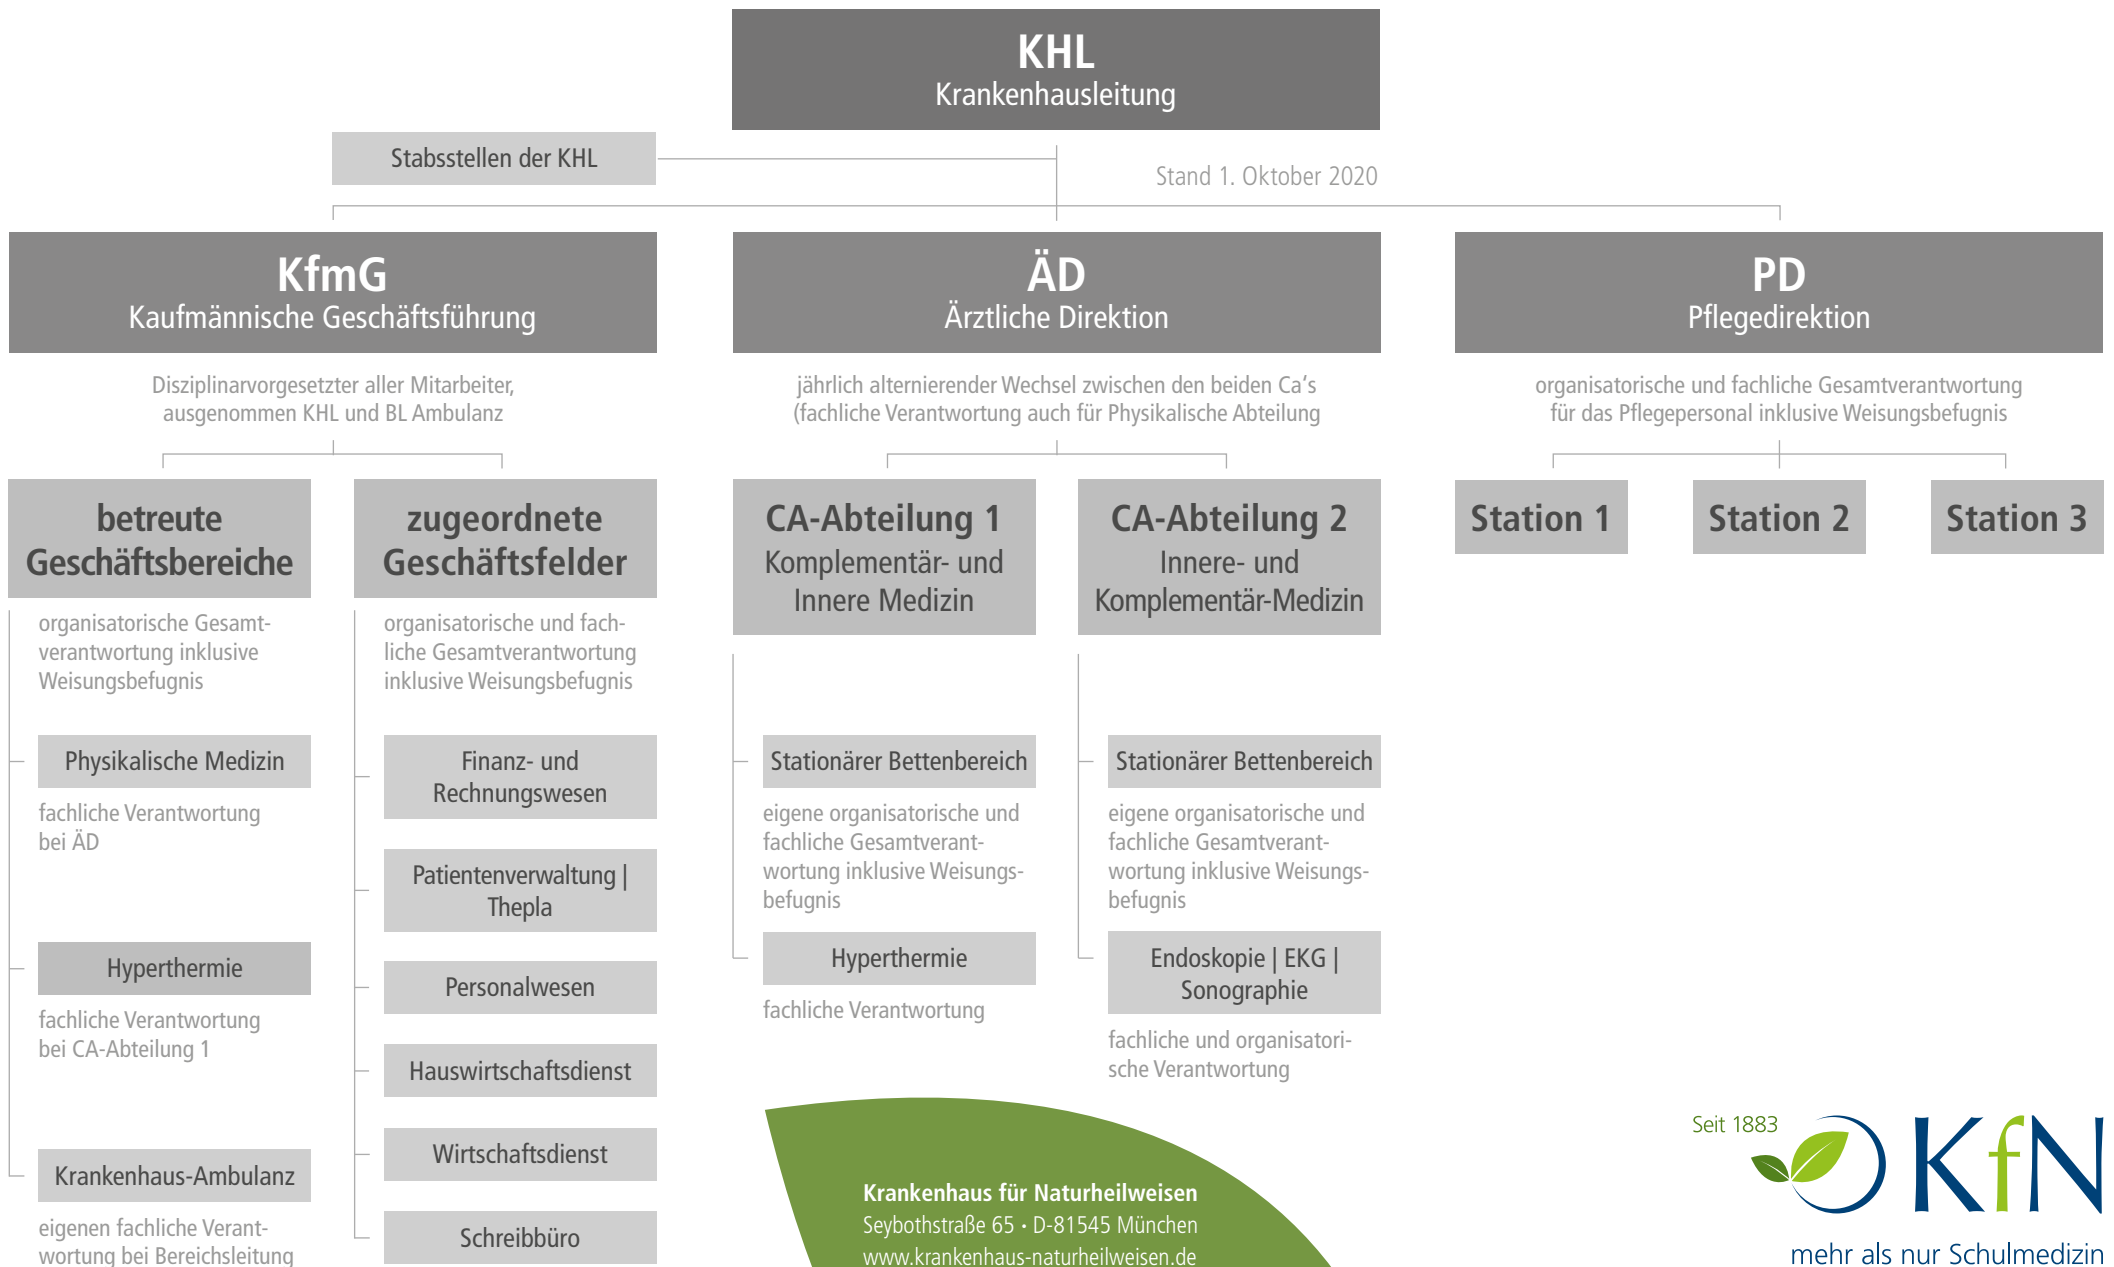 KHL
Krankenhausleitung
Stabsstellen der KHL
Stand 1. Oktober 2020
KfmG
Kaufmännische Geschäftsführung
Disziplinarvorgesetzter aller Mitarbeiter,
ausgenommen KHL und BL Ambulanz
ÄD
Ärztliche Direktion
jährlich alternierender Wechsel zwischen den beiden Ca‘s
(fachliche Verantwortung auch für Physikalische Abteilung
PD
Pflegedirektion
organisatorische und fachliche Gesamtverantwortung
für das Pflegepersonal inklusive Weisungsbefugnis
betreute
Geschäftsbereiche
organisatorische Gesamt-
verantwortung inklusive
Weisungsbefugnis
Physikalische Medizin
fachliche Verantwortung
bei ÄD
Hyperthermie
fachliche Verantwortung
bei CA-Abteilung 1
Krankenhaus-Ambulanz
eigenen fachliche Verant-
wortung bei Bereichsleitung
zugeordnete
Geschäftsfelder
organisatorische und fach-
liche Gesamtverantwortung
inklusive Weisungsbefugnis
Finanz- und
Rechnungswesen
Patientenverwaltung |
Thepla
Personalwesen
Hauswirtschaftsdienst
Wirtschaftsdienst
Schreibbüro
CA-Abteilung 1
Komplementär- und
Innere Medizin
Stationärer Bettenbereich
eigene organisatorische und
fachliche Gesamtverant-
wortung inklusive Weisungs-
befugnis
Hyperthermie
fachliche Verantwortung
CA-Abteilung 2
Innere- und
Komplementär-Medizin
Stationärer Bettenbereich
eigene organisatorische und
fachliche Gesamtverant-
wortung inklusive Weisungs-
befugnis
Endoskopie | EKG |
Sonographie
fachliche und organisatori-
sche Verantwortung
Station 1
Station 2
Station 3
Krankenhaus für Naturheilweisen
Seybothstraße 65 • D-81545 München
www.krankenhaus-naturheilweisen.de
Seit 1883
KfN
mehr als nur Schulmedizin